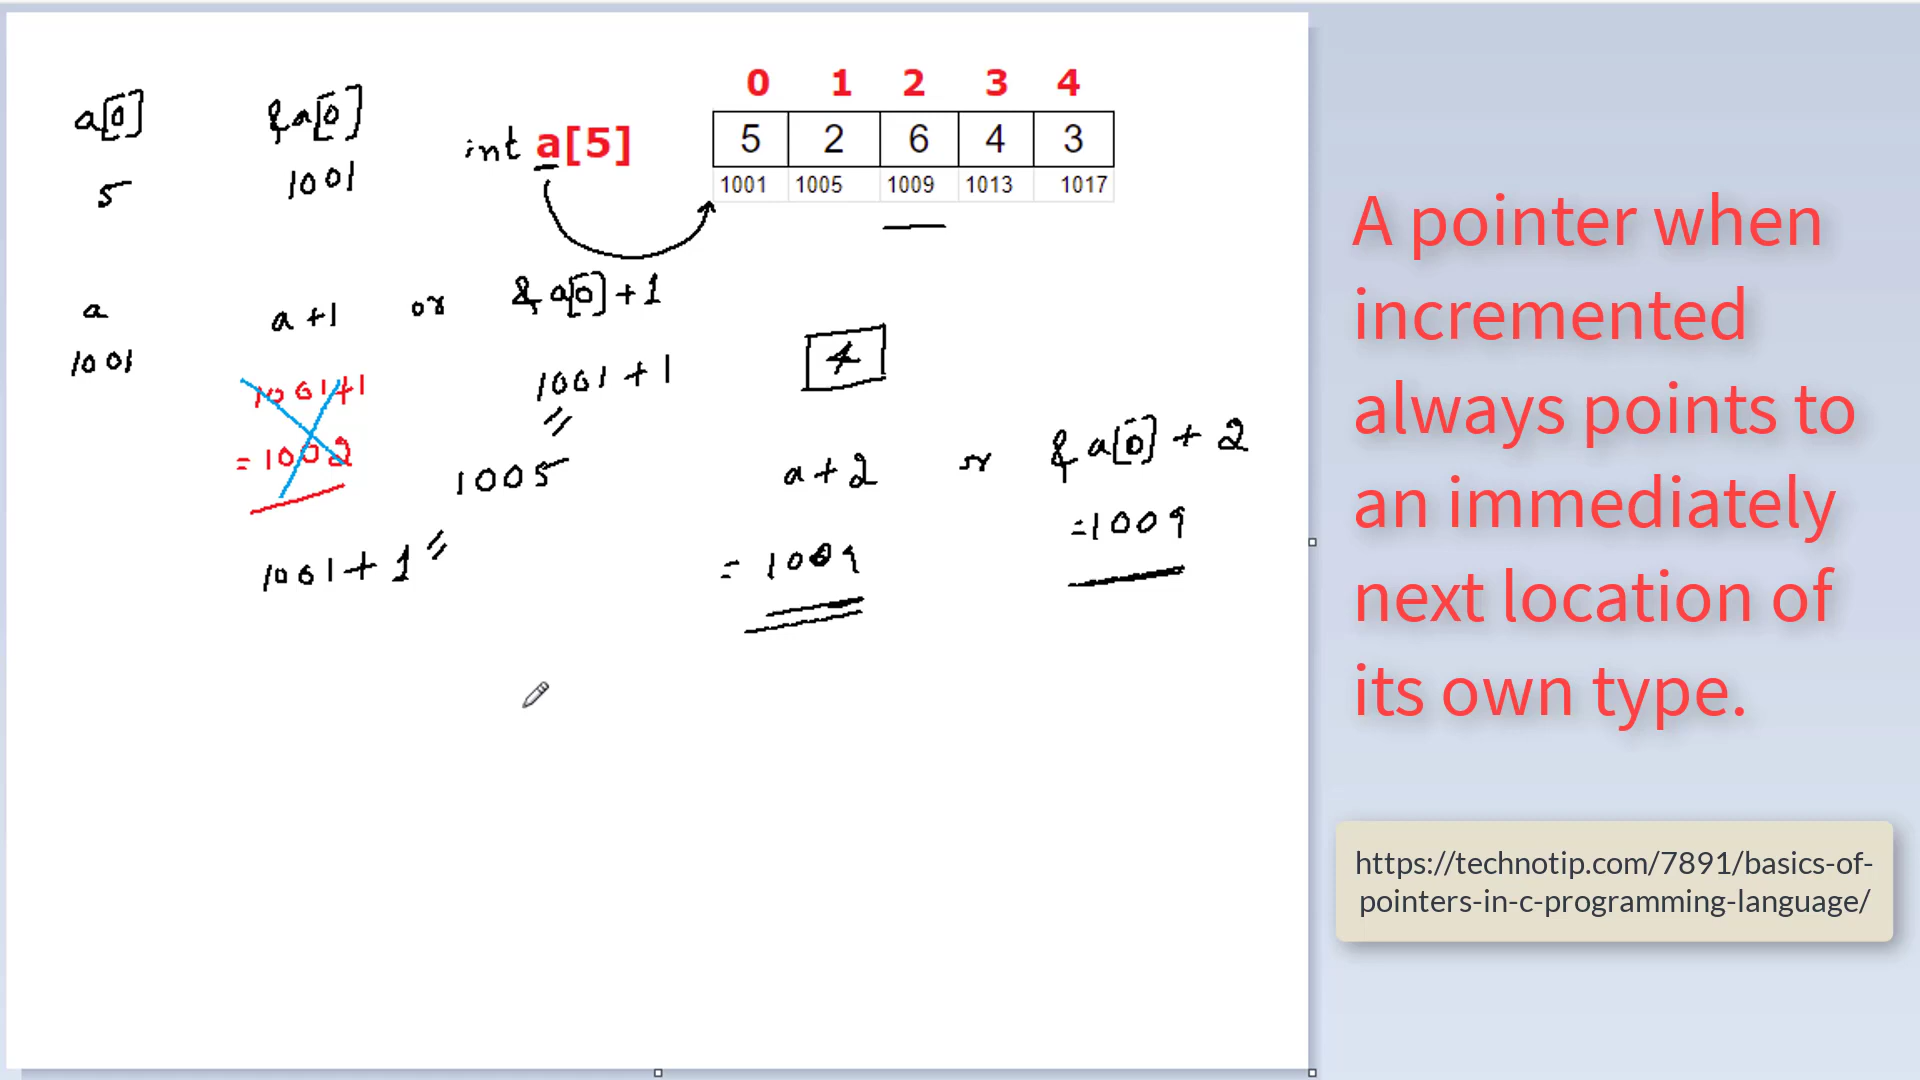 0 1 2 3 4
a[0] &a[0] int a[5] 5 2 6 4 3
5 1001 1001 1005 1009 1013 1017
a a+1 or &a[0]+1
1001 1001+1 1001+1 4
=1002 1005 a+2 or &a[0]+2
1001+1 =1009 =1009
A pointer when
incremented
always points to
an immediately
next location of
its own type.
https://technotip.com/7891/basics-of-
pointers-in-c-programming-language/